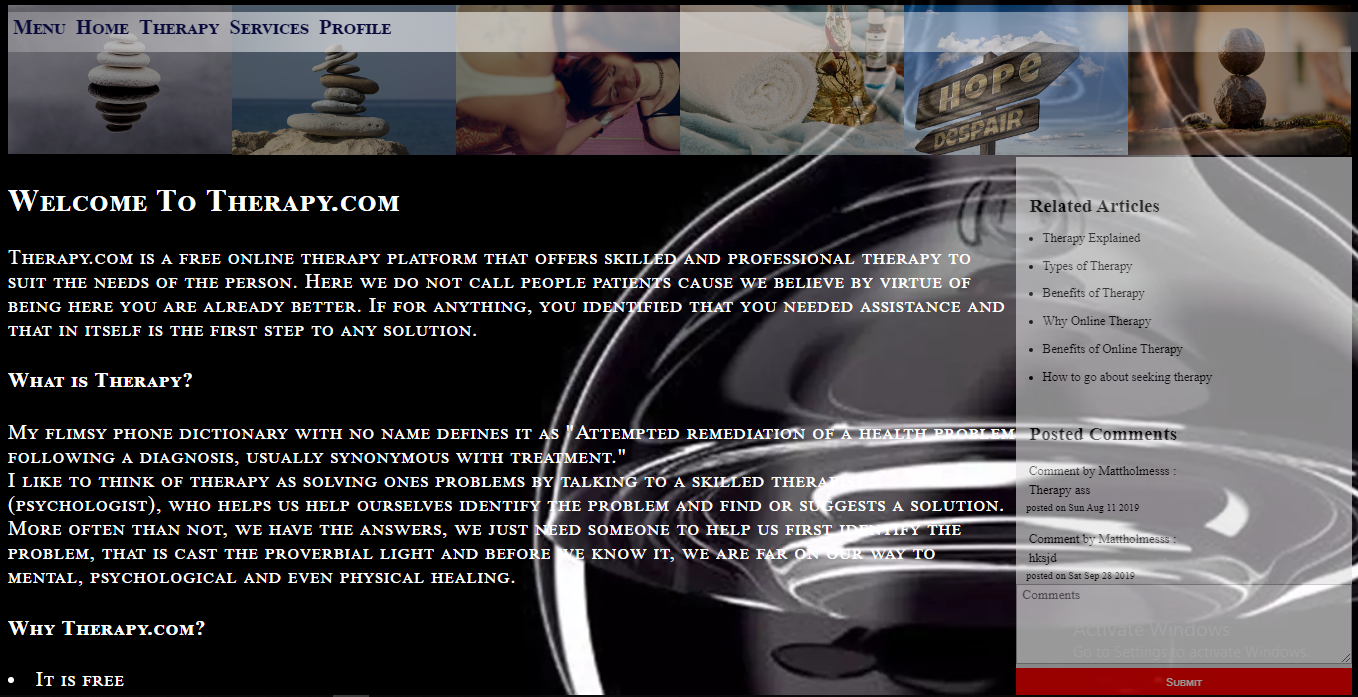 Menu Home Therapy Services Profile
HOPE
DESPAIR
Welcome To Therapy.com
Therapy.com is a free online therapy platform that offers skilled and professional therapy to
suit the needs of the person. Here we do not call people patients cause we believe by virtue of
being here you are already better. If for anything, you identified that you needed assistance and
that in itself is the first step to any solution.
What is Therapy?
My flimsy phone dictionary with no name defines it as "Attempted remediation of a health problem
following a diagnosis, usually synonymous with treatment."
I like to think of therapy as solving ones problems by talking to a skilled therapist
(psychologist), who helps us help ourselves identify the problem and find or suggests a solution.
More often than not, we have the answers, we just need someone to help us first identify the
problem, that is cast the proverbial light and before we know it, we are far on our way to
mental, psychological and even physical healing.
Why Therapy.com?
• It is free
Related Articles
• Therapy Explained
• Types of Therapy
• Benefits of Therapy
• Why Online Therapy
• Benefits of Online Therapy
• How to go about seeking therapy
Posted Comments
Comment by Mattholmesss :
Therapy ass
posted on Sun Aug 11 2019
Comment by Mattholmesss :
hksjd
posted on Sat Sep 28 2019
Comments
Activate Windows
Go to Settings to activate Windows.
Submit